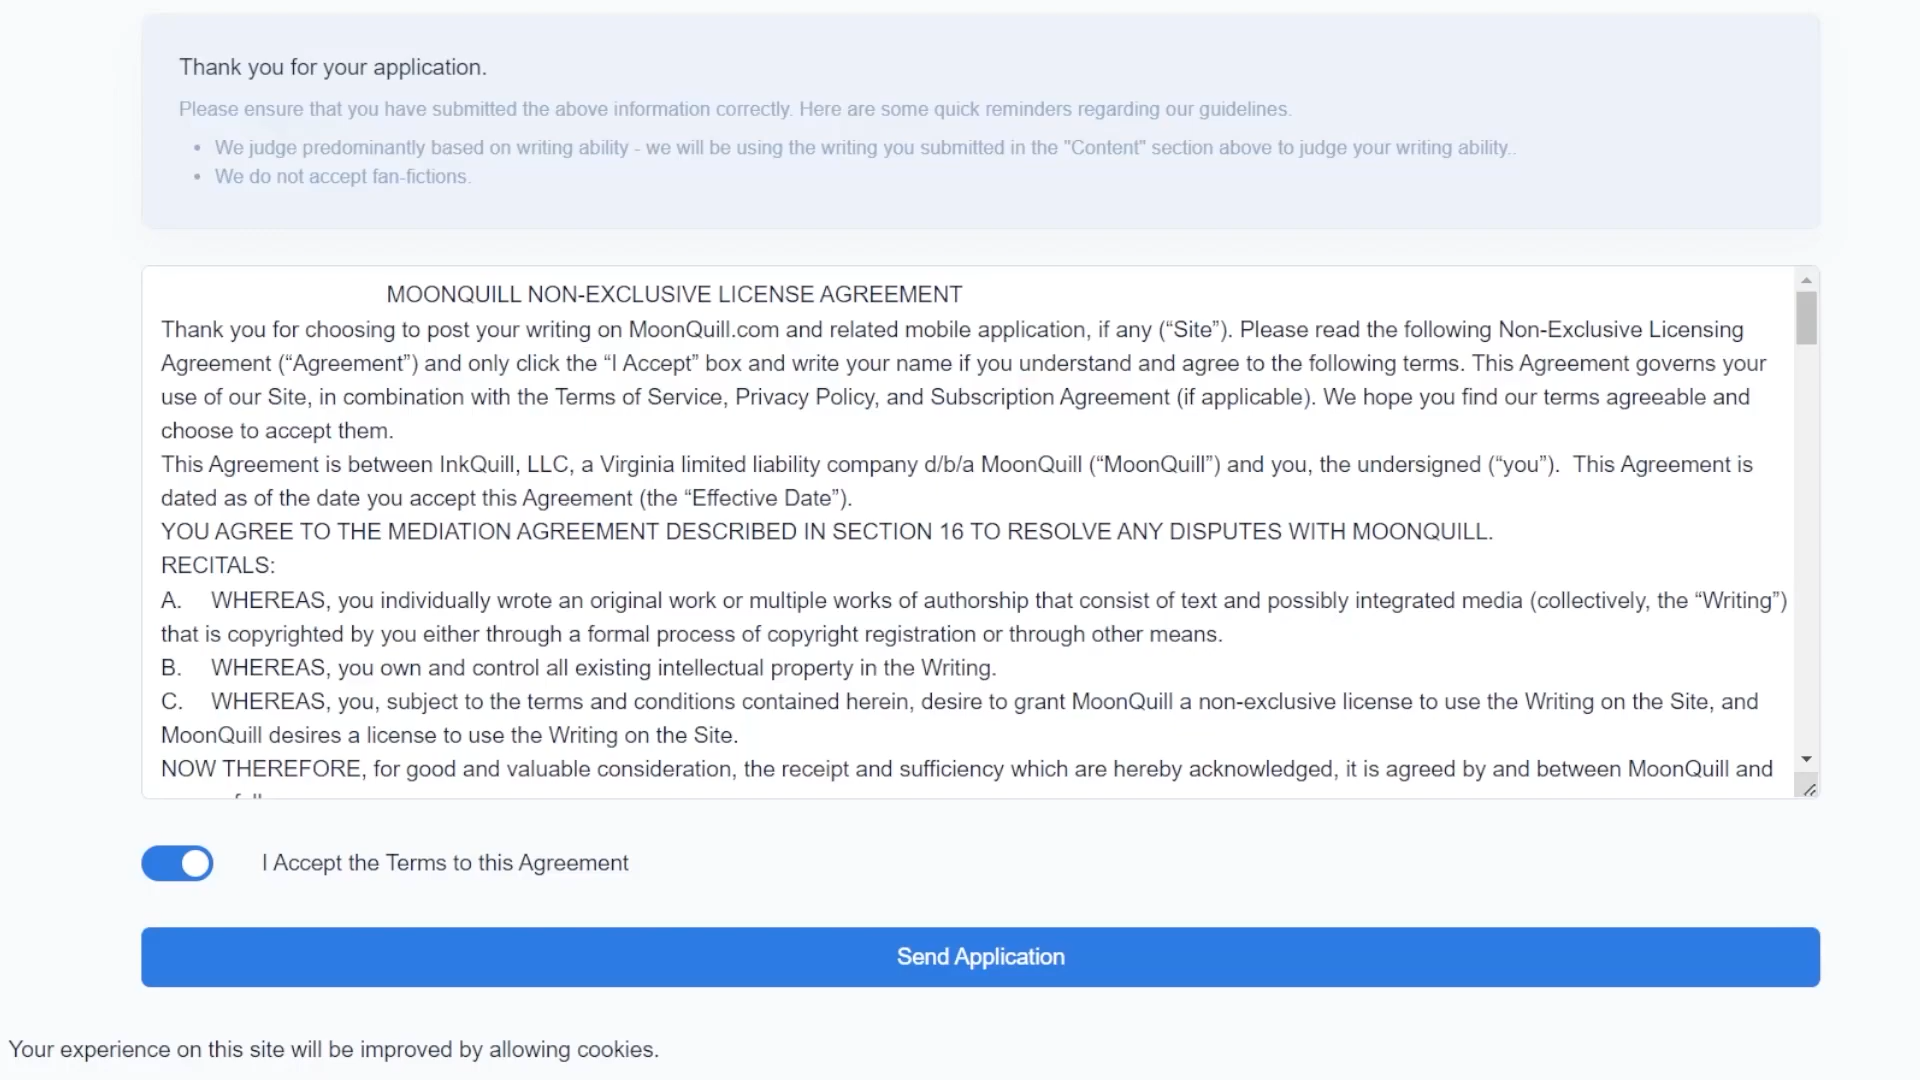 Thank you for your application.
Please ensure that you have submitted the above information correctly. Here are some quick reminders regarding our guidelines.
• We judge predominantly based on writing ability - we will be using the writing you submitted in the "Content" section above to judge your writing ability..
• We do not accept fan-fictions.
MOONQUILL NON-EXCLUSIVE LICENSE AGREEMENT
Thank you for choosing to post your writing on MoonQuill.com and related mobile application, if any (“Site”). Please read the following Non-Exclusive Licensing
Agreement (“Agreement”) and only click the “I Accept” box and write your name if you understand and agree to the following terms. This Agreement governs your
use of our Site, in combination with the Terms of Service, Privacy Policy, and Subscription Agreement (if applicable). We hope you find our terms agreeable and
choose to accept them.
This Agreement is between InkQuill, LLC, a Virginia limited liability company d/b/a MoonQuill (“MoonQuill”) and you, the undersigned (“you”).  This Agreement is
dated as of the date you accept this Agreement (the “Effective Date”).
YOU AGREE TO THE MEDIATION AGREEMENT DESCRIBED IN SECTION 16 TO RESOLVE ANY DISPUTES WITH MOONQUILL.
RECITALS:
A. WHEREAS, you individually wrote an original work or multiple works of authorship that consist of text and possibly integrated media (collectively, the “Writing”)
that is copyrighted by you either through a formal process of copyright registration or through other means.
B. WHEREAS, you own and control all existing intellectual property in the Writing.
C. WHEREAS, you, subject to the terms and conditions contained herein, desire to grant MoonQuill a non-exclusive license to use the Writing on the Site, and
MoonQuill desires a license to use the Writing on the Site.
NOW THEREFORE, for good and valuable consideration, the receipt and sufficiency which are hereby acknowledged, it is agreed by and between MoonQuill and
I Accept the Terms to this Agreement
Send Application
Your experience on this site will be improved by allowing cookies.